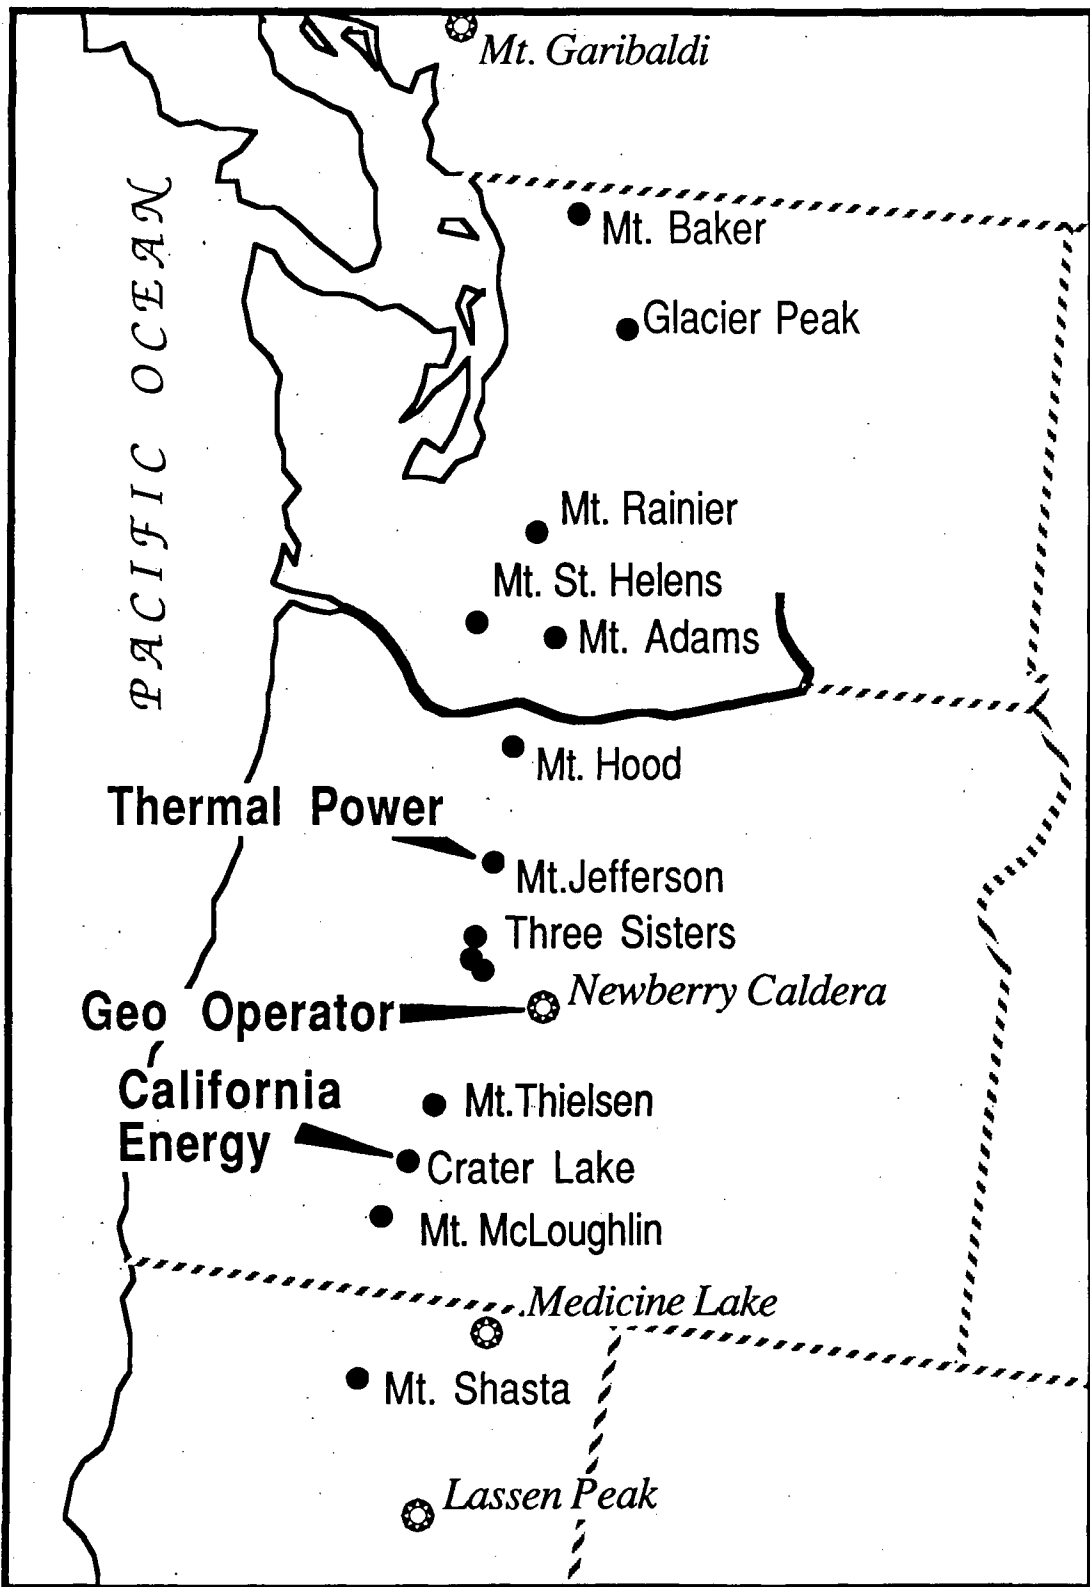 Mt. Garibaldi
PACIFIC OCEAN
Mt. Baker
Glacier Peak
Mt. Rainier
Mt. St. Helens
Mt. Adams
Mt. Hood
Thermal Power
Mt.Jefferson
Three Sisters
Newberry Caldera
Geo Operator
California
Energy
Mt.Thielsen
Crater Lake
Mt. McLoughlin
Medicine Lake
Mt. Shasta
Lassen Peak